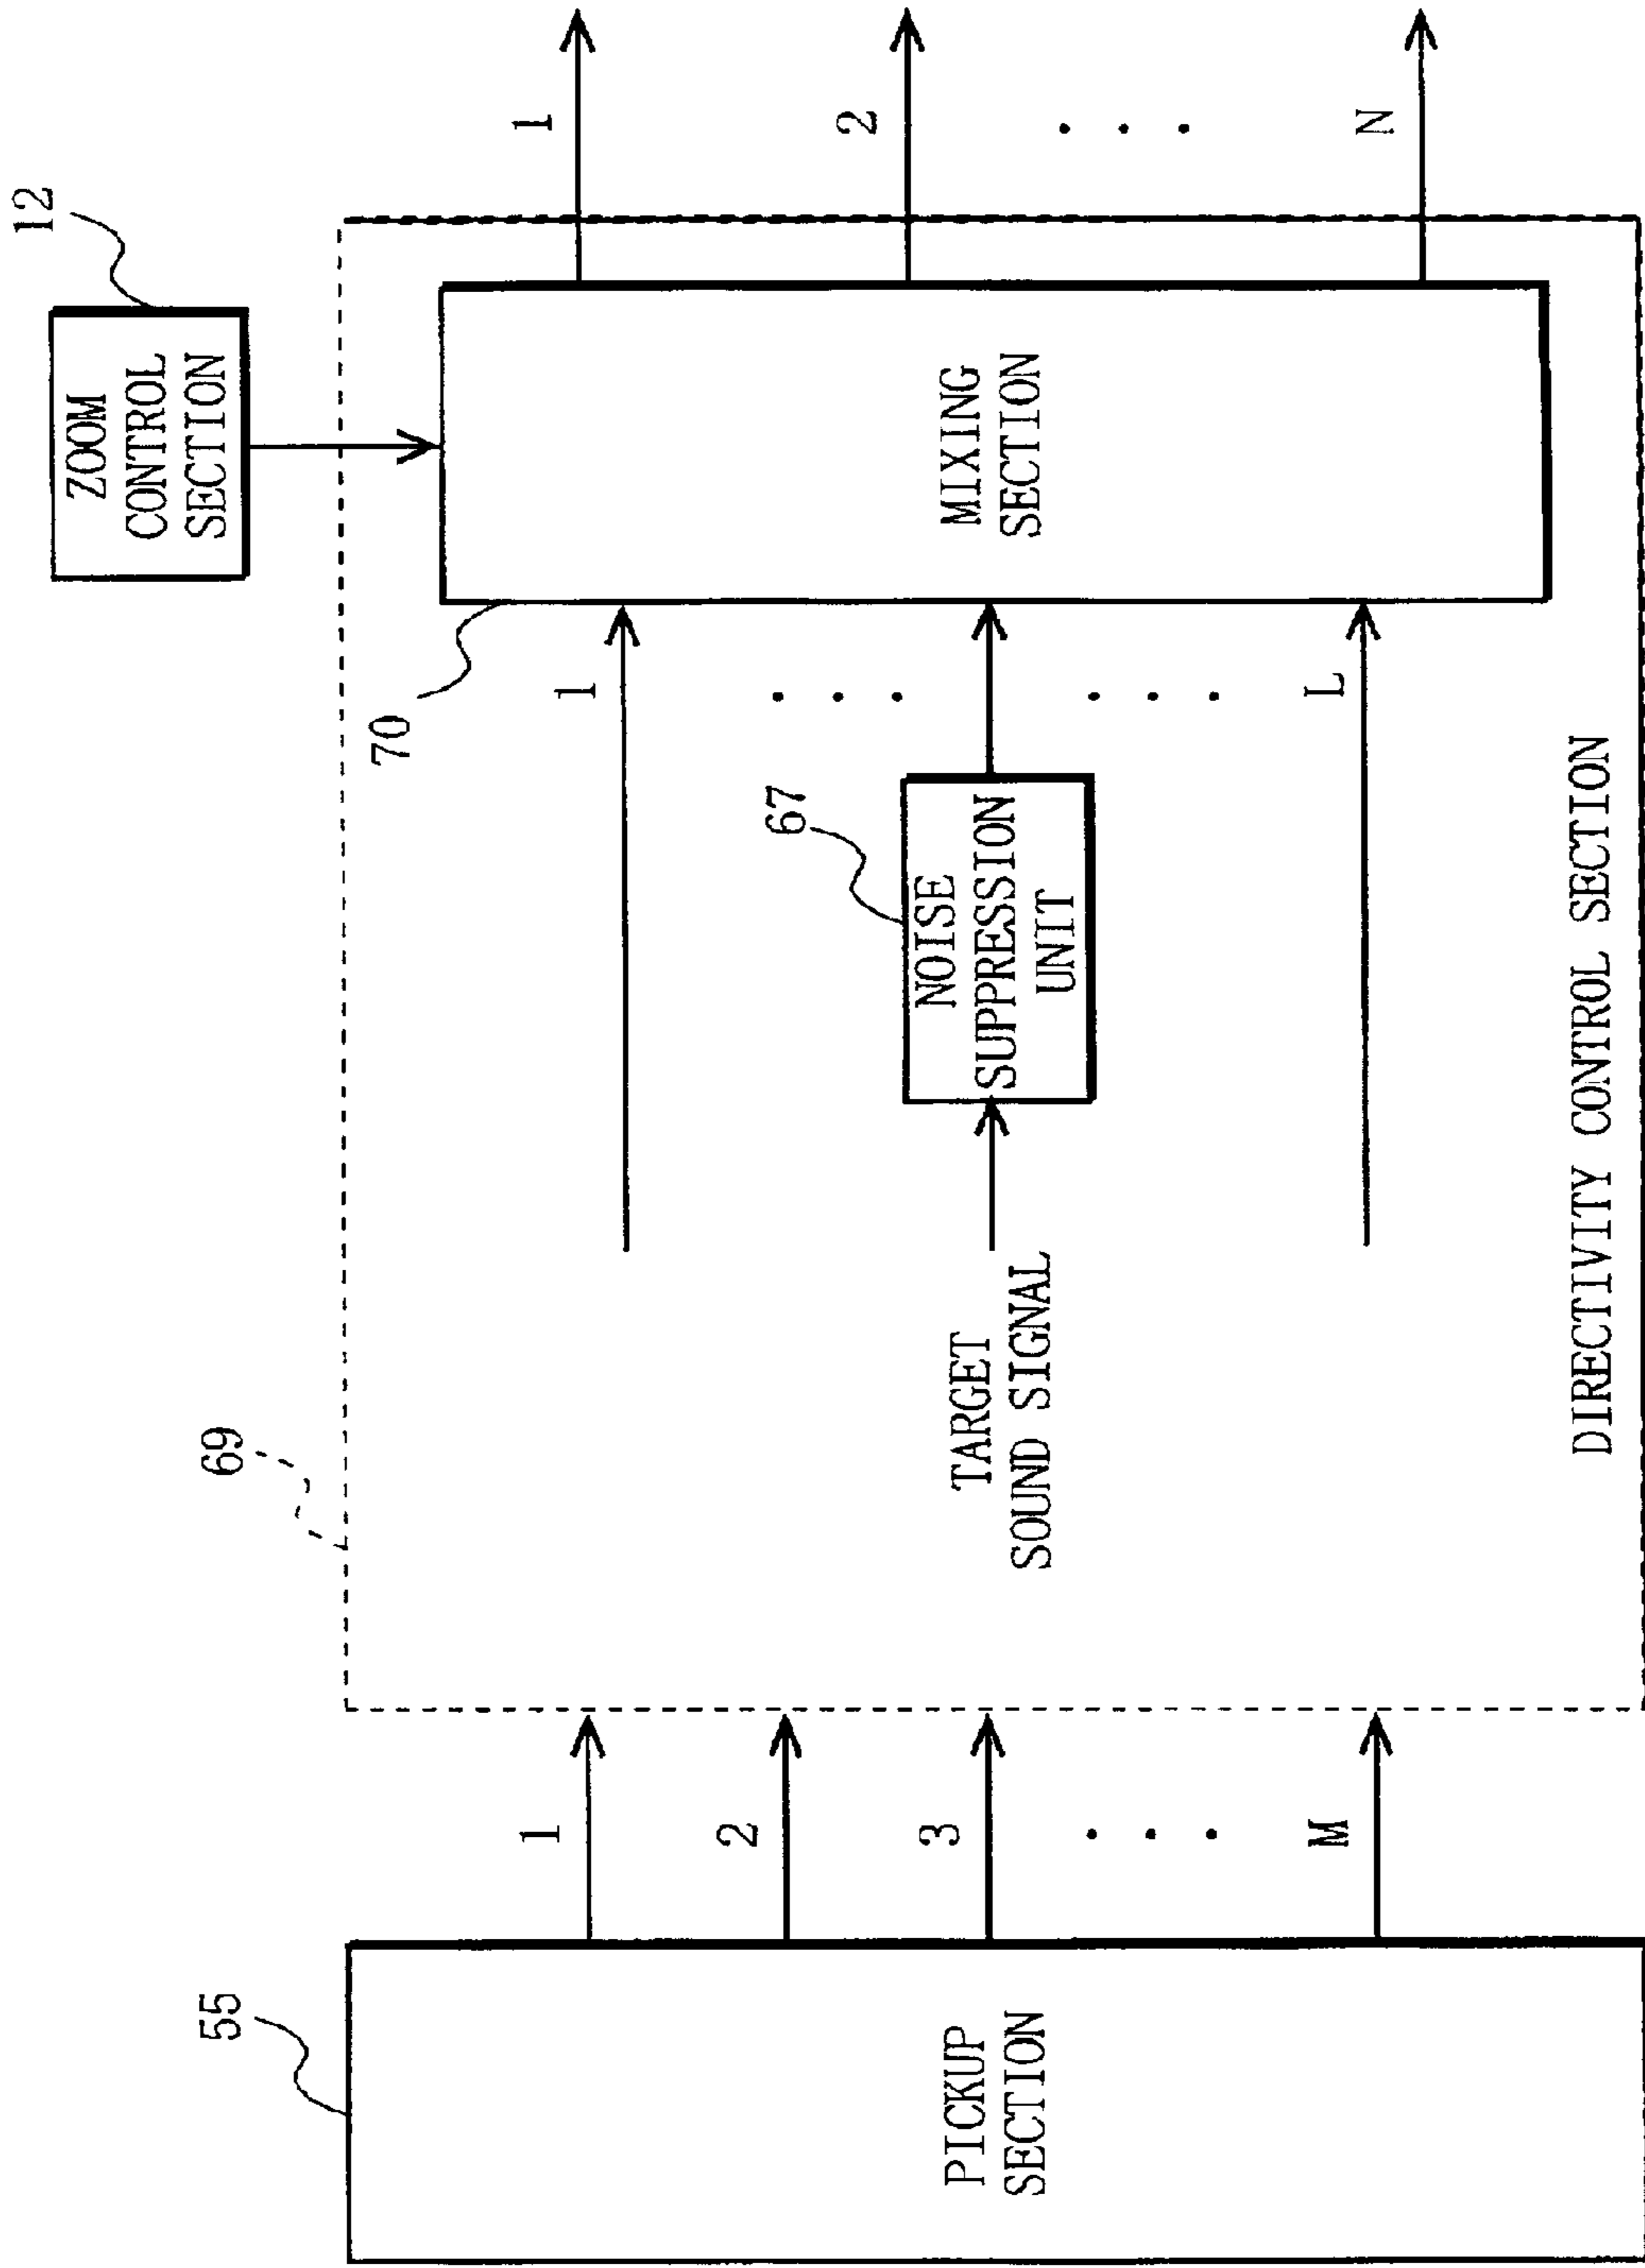 55
PICKUP
SECTION
1
2
3
. . .
M
69
TARGET
SOUND SIGNAL
67
NOISE
SUPPRESSION
UNIT
1
. . .
. . .
L
DIRECTIVITY CONTROL SECTION
70
MIXING
SECTION
12
ZOOM
CONTROL
SECTION
1
2
. . .
N